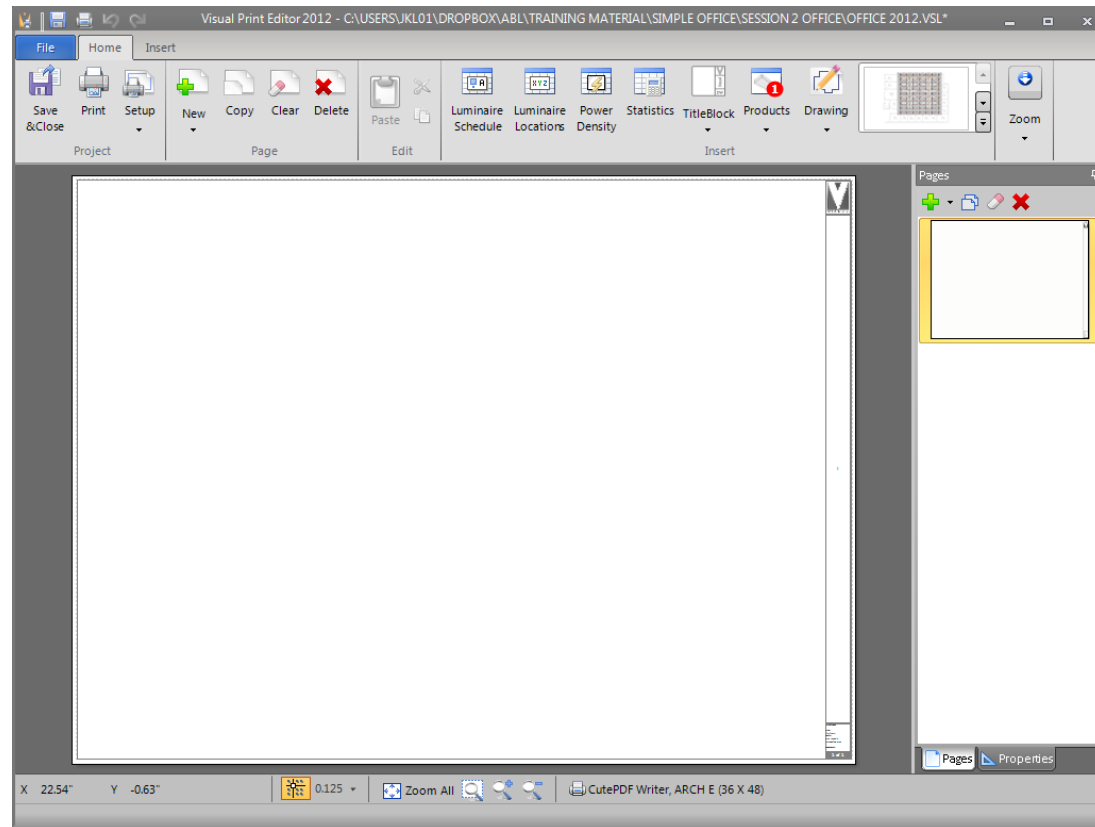 Visual Print Editor 2012 - C:\USERS\JKL01\DROPBOX\ABL\TRAINING MATERIAL\SIMPLE OFFICE\SESSION 2 OFFICE\OFFICE 2012.VSL*
File Home Insert
Save &Close
Print
Setup
New
Copy
Clear
Delete
Paste
Luminaire Schedule
Luminaire Locations
Power Density
Statistics
TitleBlock
Products
Drawing
Zoom
Project Page Edit Insert
Pages
Pages Properties
X 22.54" Y -0.63" 0.125 Zoom All CutePDF Writer, ARCH E (36 X 48)